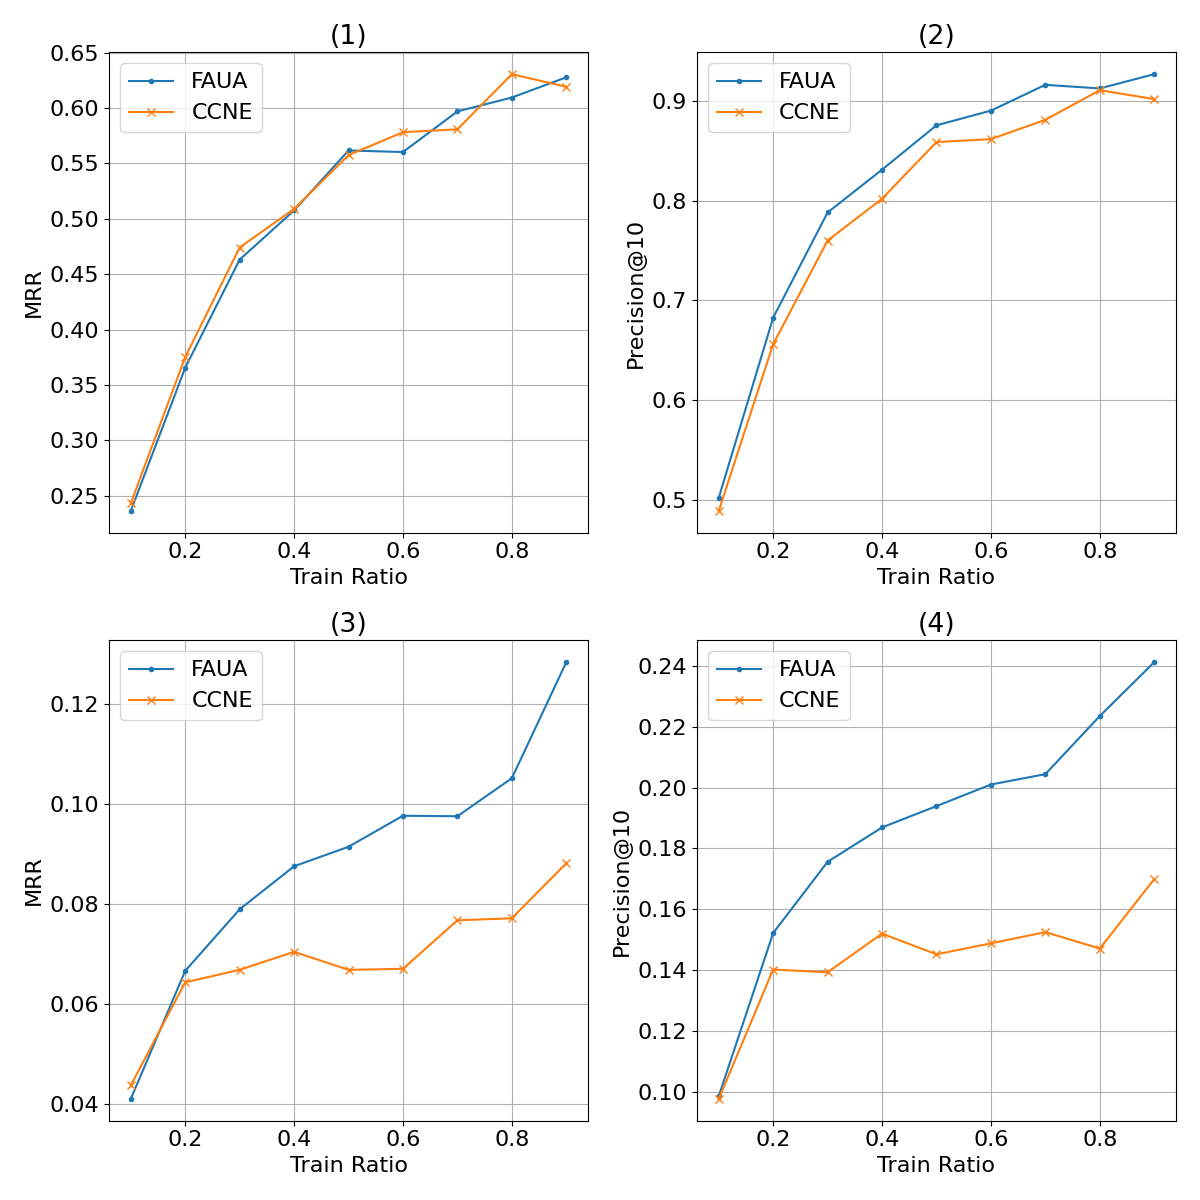 (1)
FAUA
CCNE
MRR
0.65
0.60
0.55
0.50
0.45
0.40
0.35
0.30
0.25
0.2 0.4 0.6 0.8
Train Ratio
(2)
FAUA
CCNE
Precision@10
0.9
0.8
0.7
0.6
0.5
0.2 0.4 0.6 0.8
Train Ratio
(3)
FAUA
CCNE
MRR
0.12
0.10
0.08
0.06
0.04
0.2 0.4 0.6 0.8
Train Ratio
(4)
FAUA
CCNE
Precision@10
0.24
0.22
0.20
0.18
0.16
0.14
0.12
0.10
0.2 0.4 0.6 0.8
Train Ratio